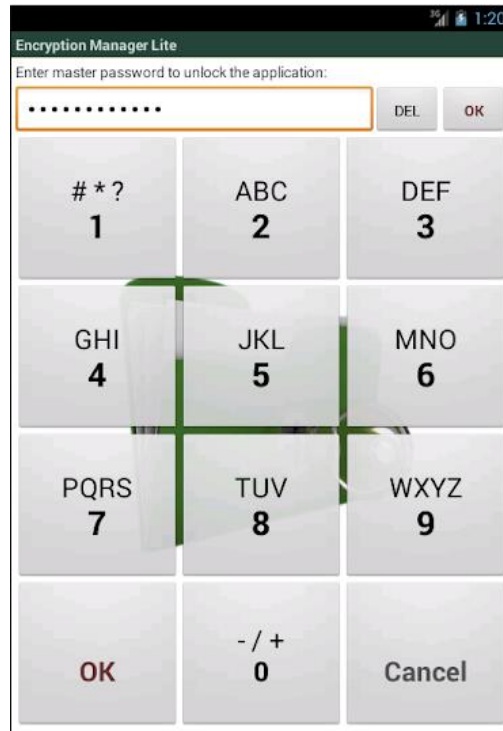 3G 1:20
Encryption Manager Lite
Enter master password to unlock the application:
••••••••••••
DEL
OK
# * ?
1
ABC
2
DEF
3
GHI
4
JKL
5
MNO
6
PQRS
7
TUV
8
WXYZ
9
OK
- / +
0
Cancel